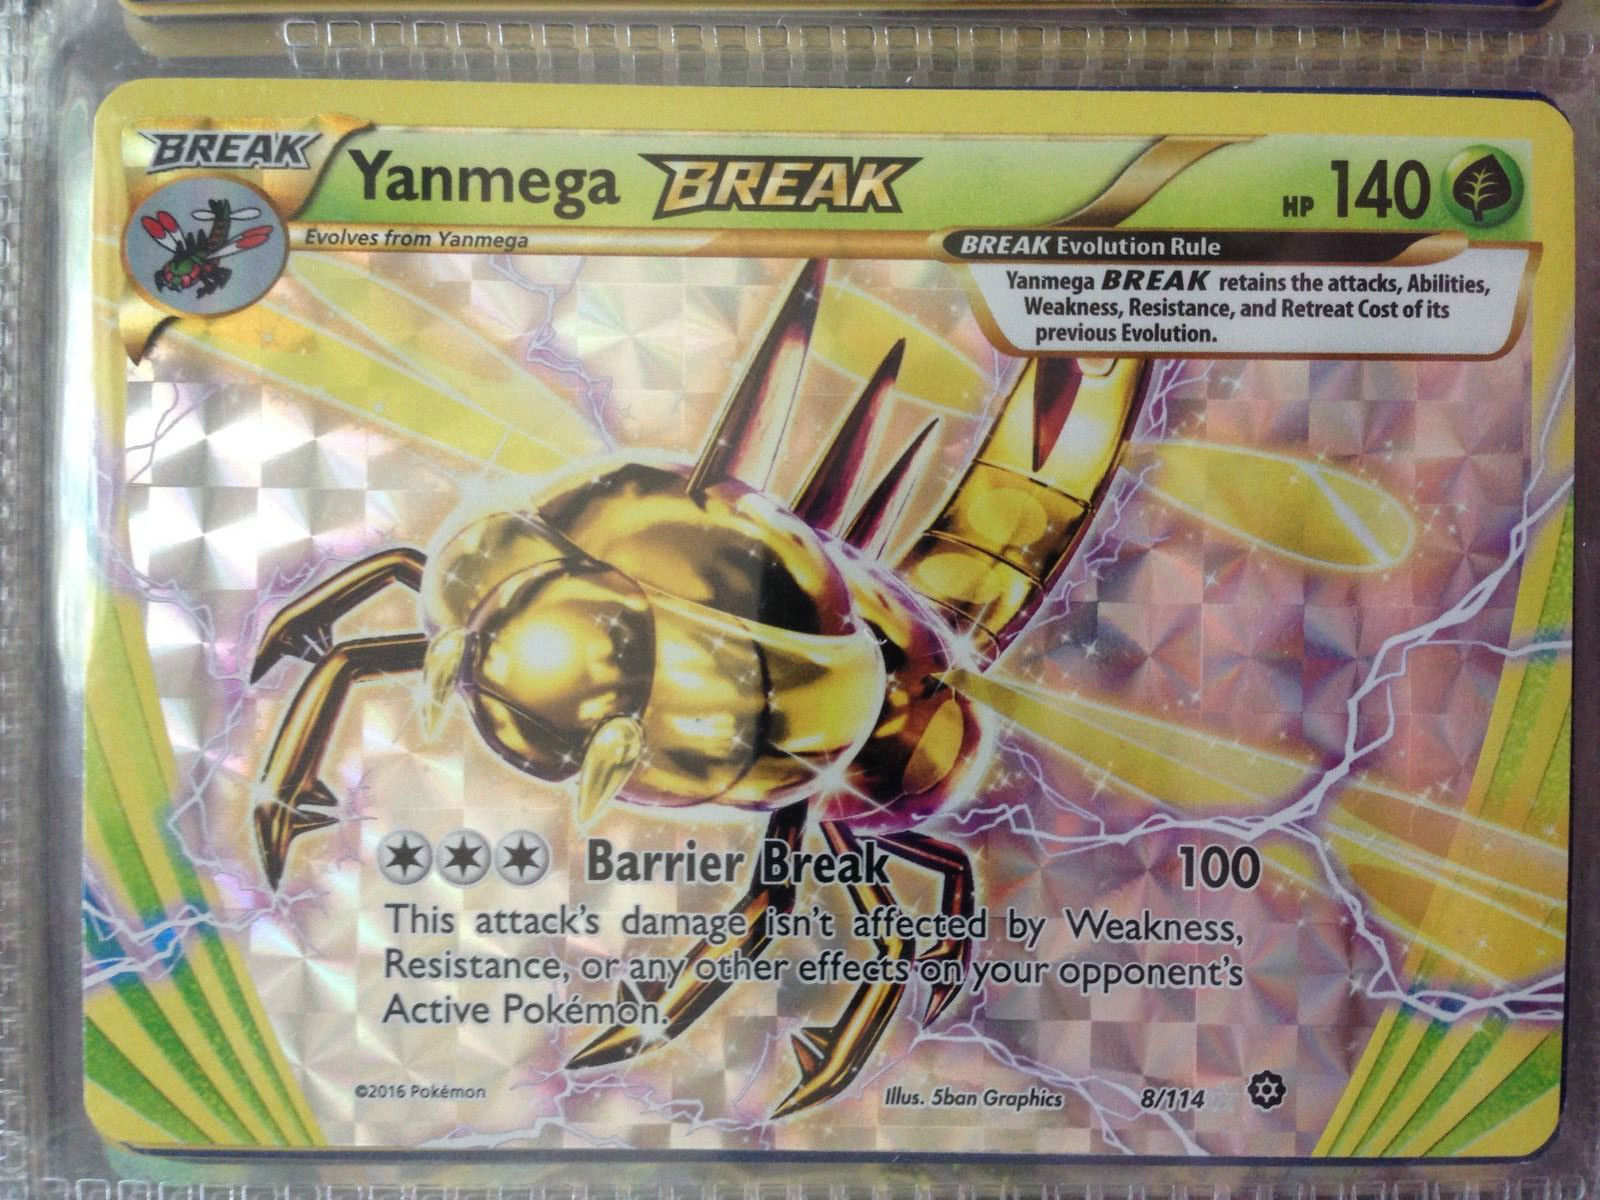 BREAK
Yanmega BREAK HP 140
Evolves from Yanmega
BREAK Evolution Rule
Yanmega BREAK retains the attacks, Abilities,
Weakness, Resistance, and Retreat Cost of its
previous Evolution.
Barrier Break 100
This attack's damage isn't affected by Weakness,
Resistance, or any other effects on your opponent's
Active Pokémon.
©2016 Pokémon Illus. 5ban Graphics 8/114